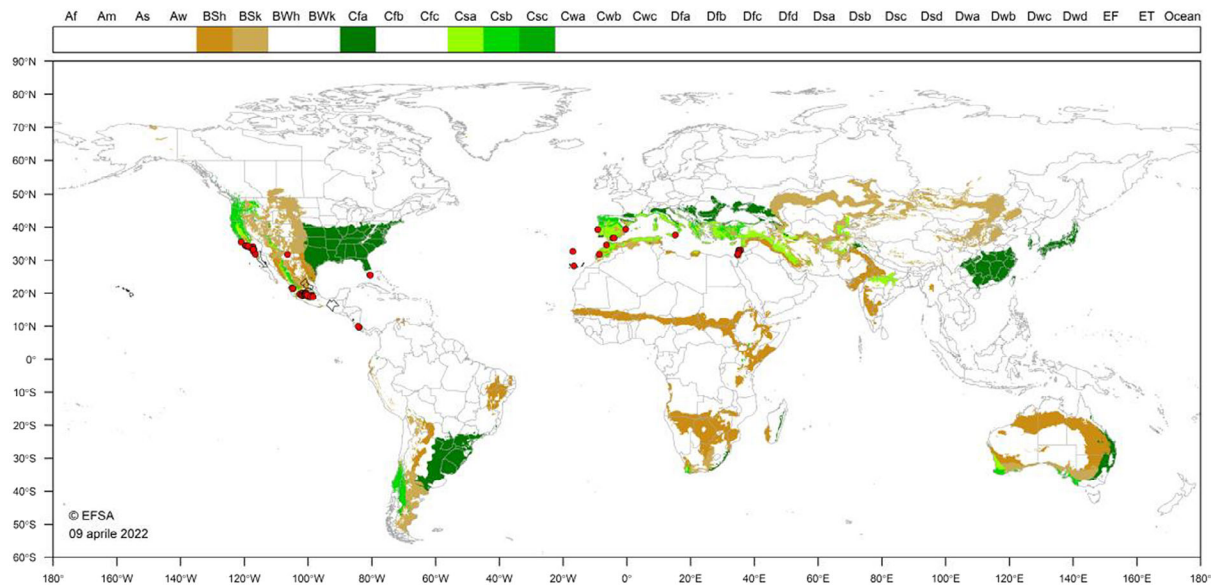 Af Am As Aw BSh BSk BWh BWk Cfa Cfb Cfc Csa Csb Csc Cwa Cwb Cwc Dfa Dfb Dfc Dfd Dsa Dsb Dsc Dsd Dwa Dwb Dwc Dwd EF ET Ocean
90°N
80°N
70°N
60°N
50°N
40°N
30°N
20°N
10°N
0°
10°S
20°S
30°S
40°S
50°S
60°S
© EFSA
09 aprile 2022
180° 160°W 140°W 120°W 100°W 80°W 60°W 40°W 20°W 0° 20°E 40°E 60°E 80°E 100°E 120°E 140°E 160°E 180°